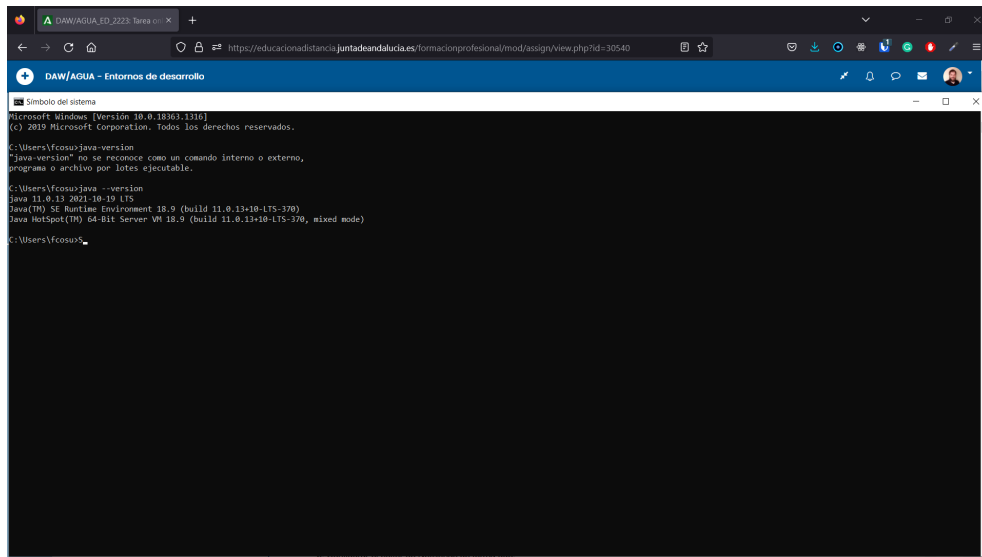 DAW/AGUA_ED_2223: Tarea on
https://educacionadistancia.juntadeandalucia.es/formacionprofesional/mod/assign/view.php?id=30540
DAW/AGUA - Entornos de desarrollo
Símbolo del sistema
Microsoft Windows [Versión 10.0.18363.1316]
(c) 2019 Microsoft Corporation. Todos los derechos reservados.
C:\Users\fcosu>java-version
"java-version" no se reconoce como un comando interno o externo,
programa o archivo por lotes ejecutable.
C:\Users\fcosu>java --version
java 11.0.13 2021-10-19 LTS
Java(TM) SE Runtime Environment 18.9 (build 11.0.13+10-LTS-370)
Java HotSpot(TM) 64-Bit Server VM 18.9 (build 11.0.13+10-LTS-370, mixed mode)
C:\Users\fcosu>S